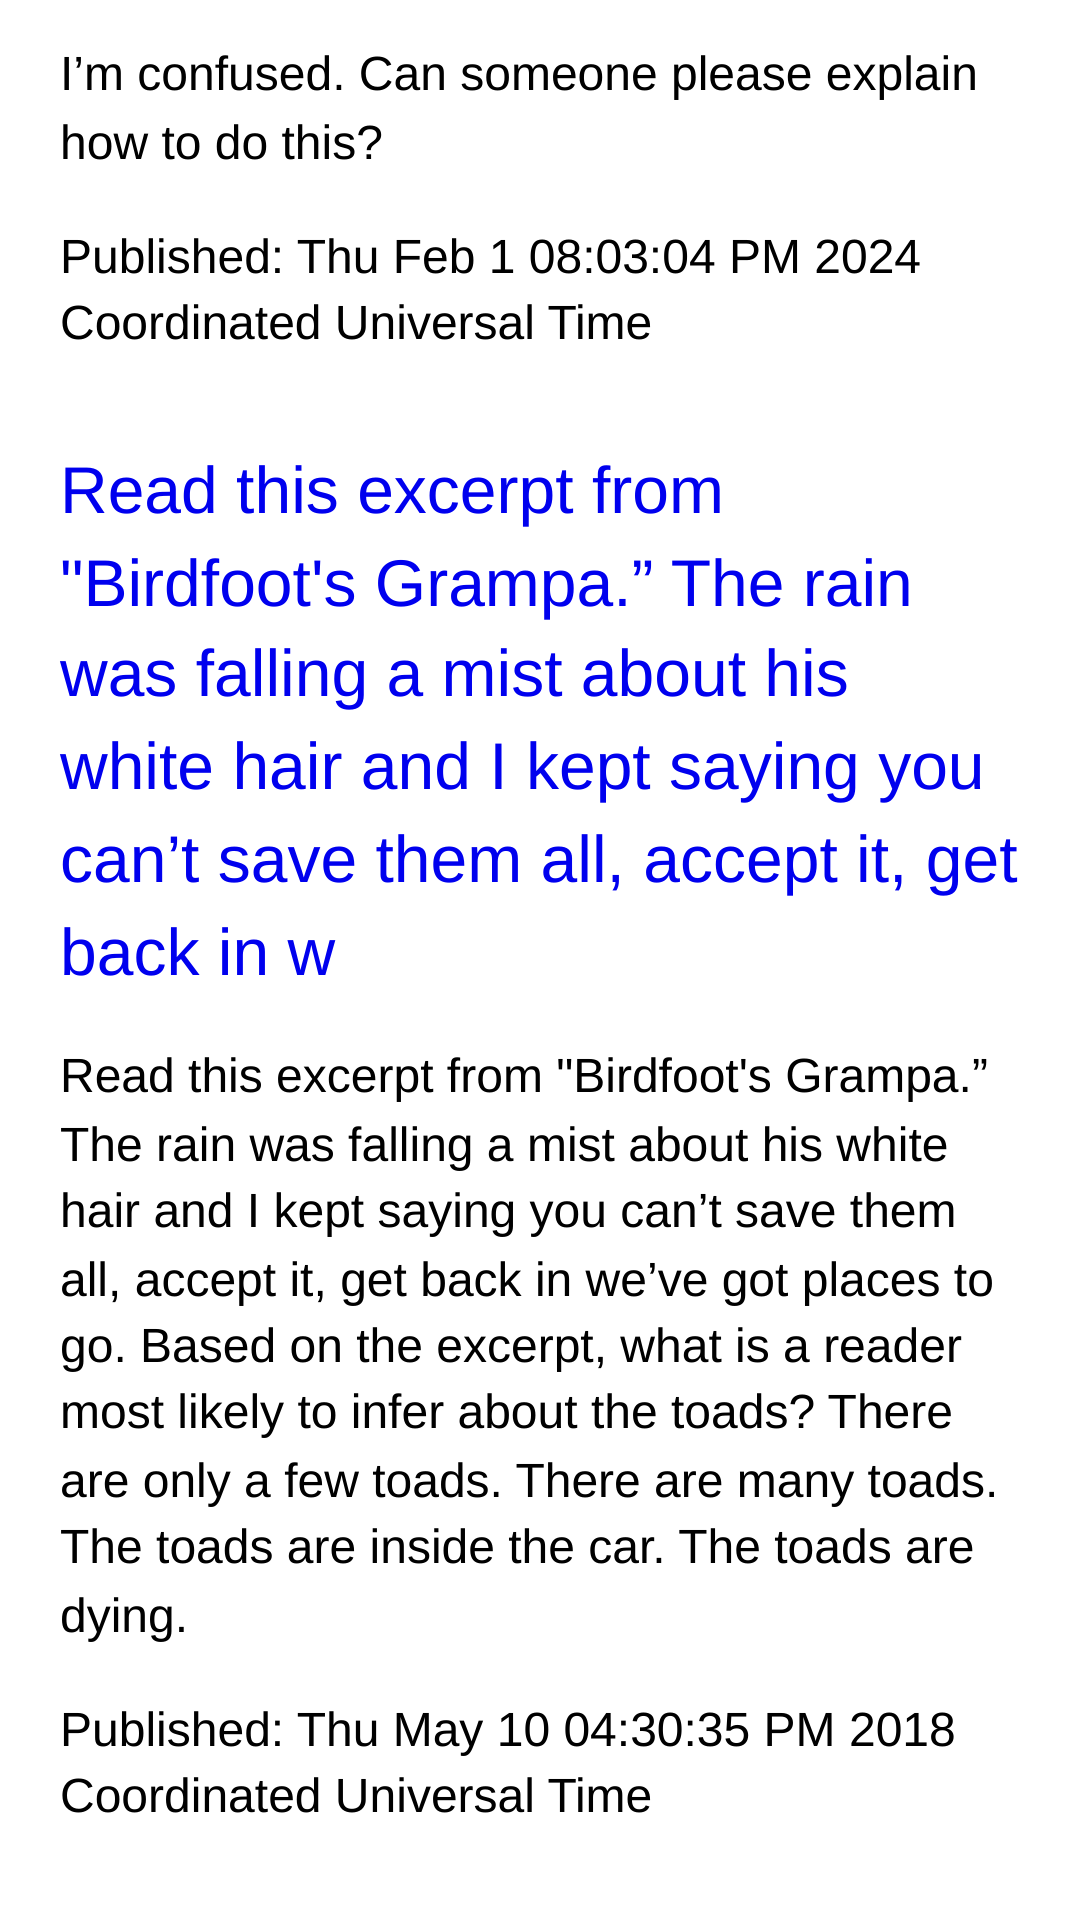 I’m confused. Can someone please explain
how to do this?
Published: Thu Feb 1 08:03:04 PM 2024
Coordinated Universal Time
Read this excerpt from
"Birdfoot's Grampa.” The rain
was falling a mist about his
white hair and I kept saying you
can’t save them all, accept it, get
back in w
Read this excerpt from "Birdfoot's Grampa.”
The rain was falling a mist about his white
hair and I kept saying you can’t save them
all, accept it, get back in we’ve got places to
go. Based on the excerpt, what is a reader
most likely to infer about the toads? There
are only a few toads. There are many toads.
The toads are inside the car. The toads are
dying.
Published: Thu May 10 04:30:35 PM 2018
Coordinated Universal Time